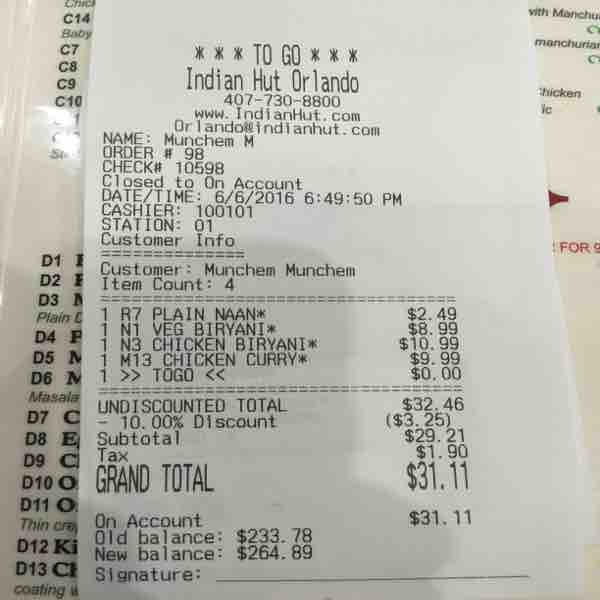 C14
Baby
C7
C8
C9
C10
with Manchu
manchurian
Chicken
* * * TO GO * * *
Indian Hut Orlando
407-730-8800
www.IndianHut.com
Orlando@indianhut.com
NAME: Munchem M
ORDER # 98
CHECK# 10598
Closed to On Account
DATE/TIME: 6/6/2016 6:49:50 PM
CASHIER: 100101
STATION: 01
Customer Info
==============
Customer: Munchem Munchem
Item Count: 4
===================================
1 R7 PLAIN NAAN* $2.49
1 N1 VEG BIRYANI* $8.99
1 N3 CHICKEN BIRYANI* $10.99
1 M13 CHICKEN CURRY* $9.99
1 >> TOGO << $0.00
===================================
UNDISCOUNTED TOTAL $32.46
- 10.00% Discount ($3.25)
Subtotal $29.21
Tax $1.90
GRAND TOTAL $31.11
On Account $31.11
Old balance: $233.78
New balance: $264.89
Signature: ____________________
D1
D2
D3
Plain
D4
D5
D6
Masala
D7
D8
D9
D10
D11
Thin
D12 Ki
D13 Ch
coating
FOR 9